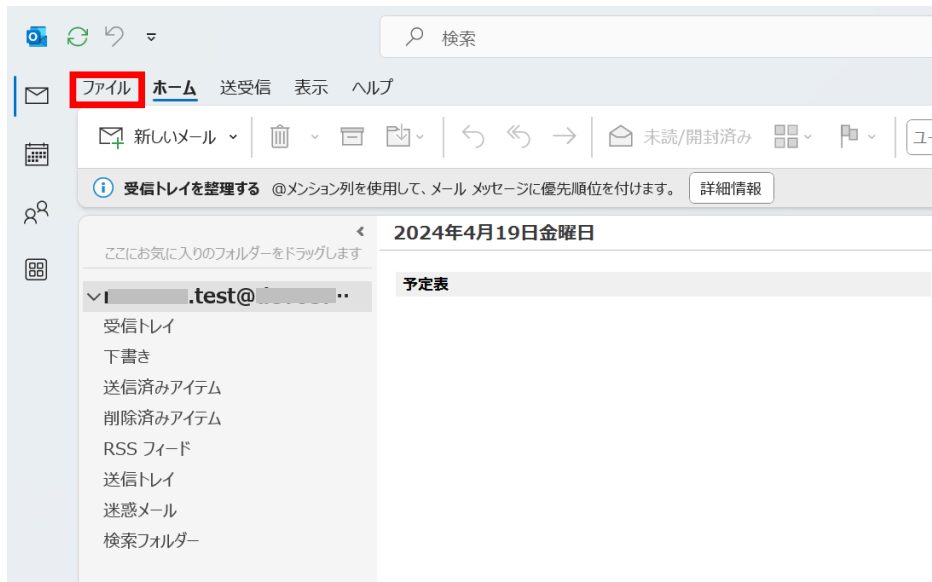 検索
ファイル ホーム 送受信 表示 ヘルプ
新しいメール 未読/開封済み ユー
受信トレイを整理する @メンション列を使用して、メール メッセージに優先順位を付けます。 詳細情報
ここにお気に入りのフォルダーをドラッグします
2024年4月19日金曜日
予定表
.test@
受信トレイ
下書き
送信済みアイテム
削除済みアイテム
RSS フィード
送信トレイ
迷惑メール
検索フォルダー